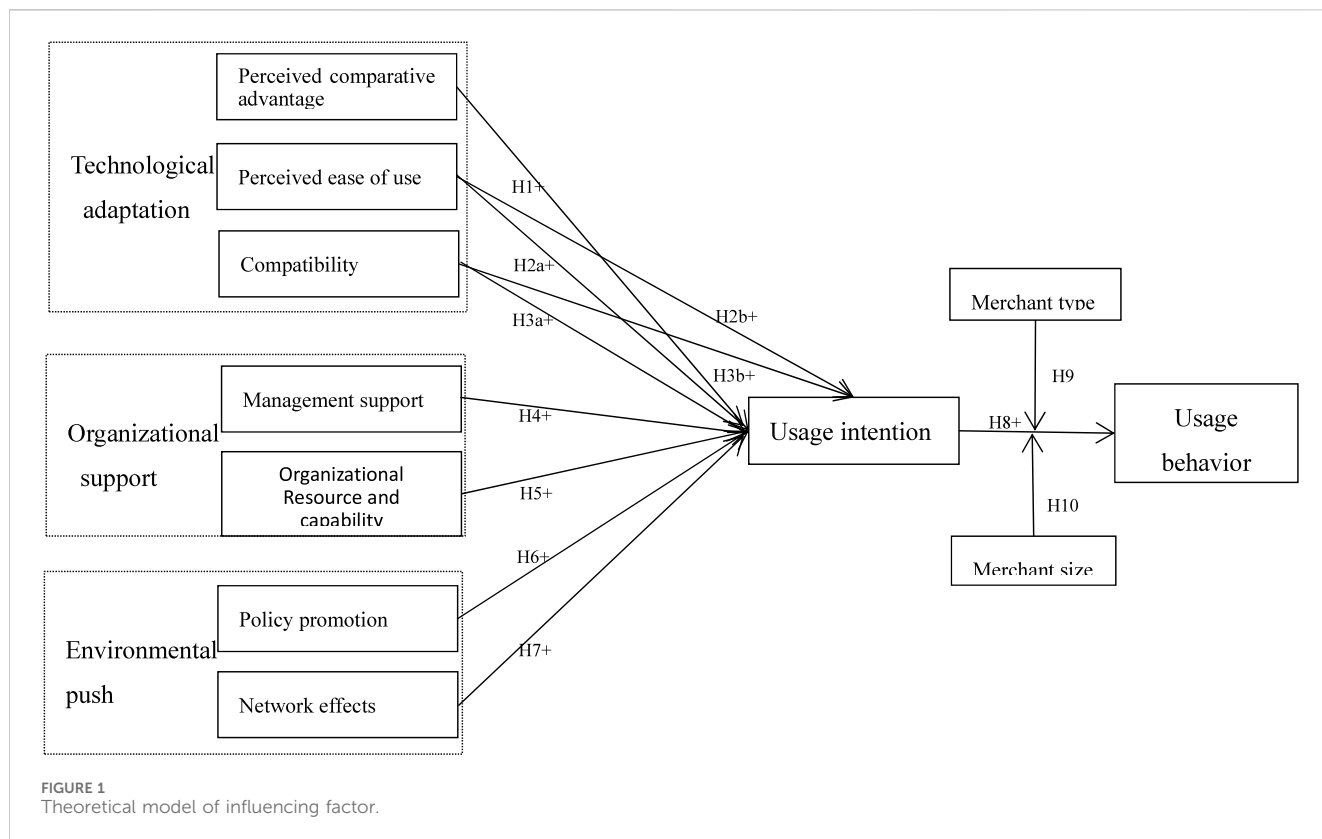 Technological
adaptation
Perceived comparative
advantage
Perceived ease of use
Compatibility
Organizational
support
Management support
Organizational
Resource and
capability
Environmental
push
Policy promotion
Network effects
H1+
H2a+
H3a+
H2b+
H3b+
H4+
H5+
H6+
H7+
Usage intention
Merchant type
H9
H8+
H10
Merchant size
Usage
behavior
FIGURE 1
Theoretical model of influencing factor.